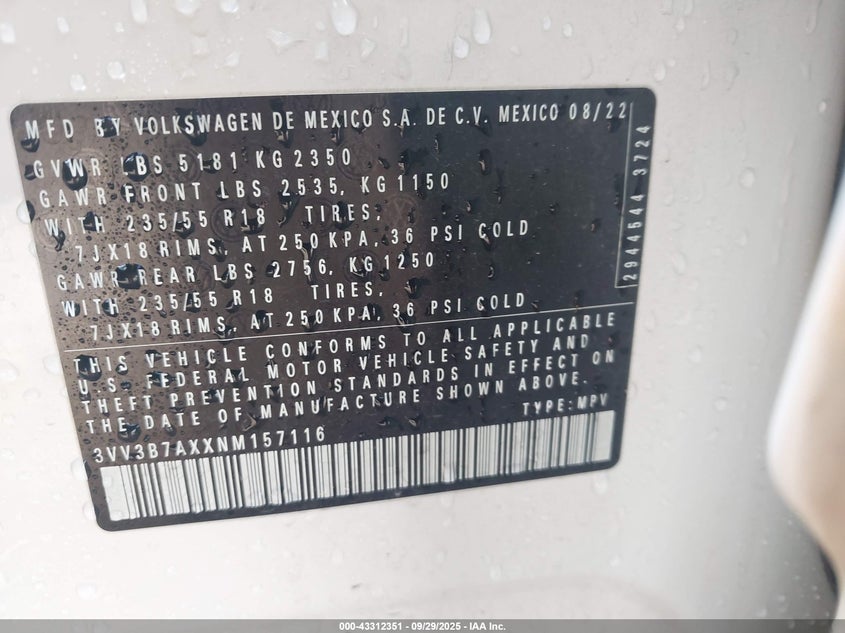 MFD BY VOLKSWAGEN DE MEXICO S.A. DE C.V. MEXICO 08/22
GVWR LBS 5181 KG 2350
GAWR FRONT LBS 2535, KG 1150
WITH 235/55 R18 TIRES,
7JX18 RIMS, AT 250 KPA, 36 PSI COLD
GAWR REAR LBS 2756, KG 1250
WITH 235/55 R18 TIRES,
7JX18 RIMS, AT 250 KPA, 36 PSI COLD
THIS VEHICLE CONFORMS TO ALL APPLICABLE
U.S. FEDERAL MOTOR VEHICLE SAFETY AND
THEFT PREVENTION STANDARDS IN EFFECT ON
THE DATE OF MANUFACTURE SHOWN ABOVE.
3VV3B7AXXNM157116 TYPE: MPV
2944544 3724
000-43312351 | 09/29/2025 | IAA Inc.